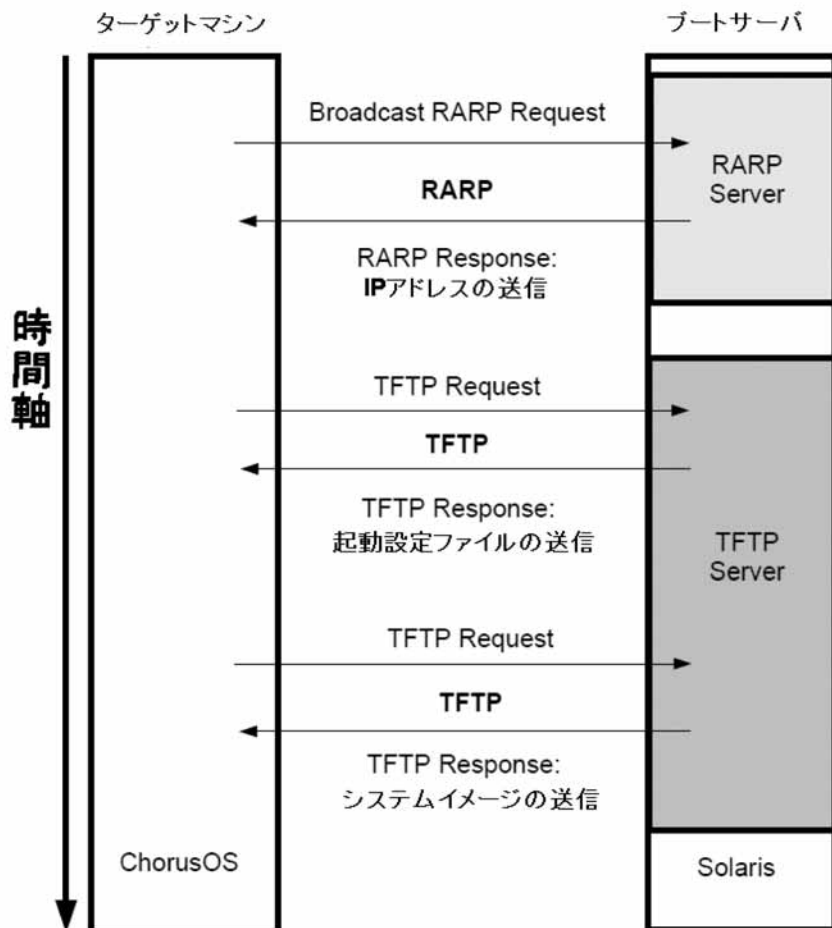 ターゲットマシン
ブートサーバ
Broadcast RARP Request
RARP
RARP Response:
IPアドレスの送信
RARP
Server
時間軸
TFTP Request
TFTP
TFTP Response:
起動設定ファイルの送信
TFTP
Server
TFTP Request
TFTP
TFTP Response:
システムイメージの送信
ChorusOS
Solaris